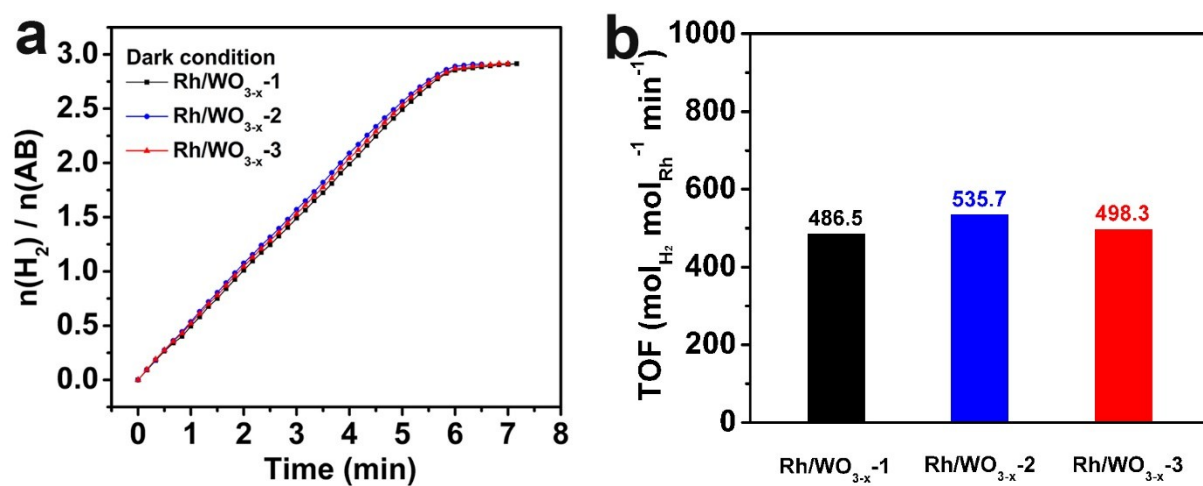 a
Dark condition
Rh/WO₃₋ₓ-1
Rh/WO₃₋ₓ-2
Rh/WO₃₋ₓ-3
n(H₂) / n(AB)
3.0
2.5
2.0
1.5
1.0
0.5
0.0
0 1 2 3 4 5 6 7 8
Time (min)
b
TOF (mol_H₂ mol_Rh⁻¹ min⁻¹)
1000
800
600
400
200
0
486.5 535.7 498.3
Rh/WO₃₋ₓ-1 Rh/WO₃₋ₓ-2 Rh/WO₃₋ₓ-3